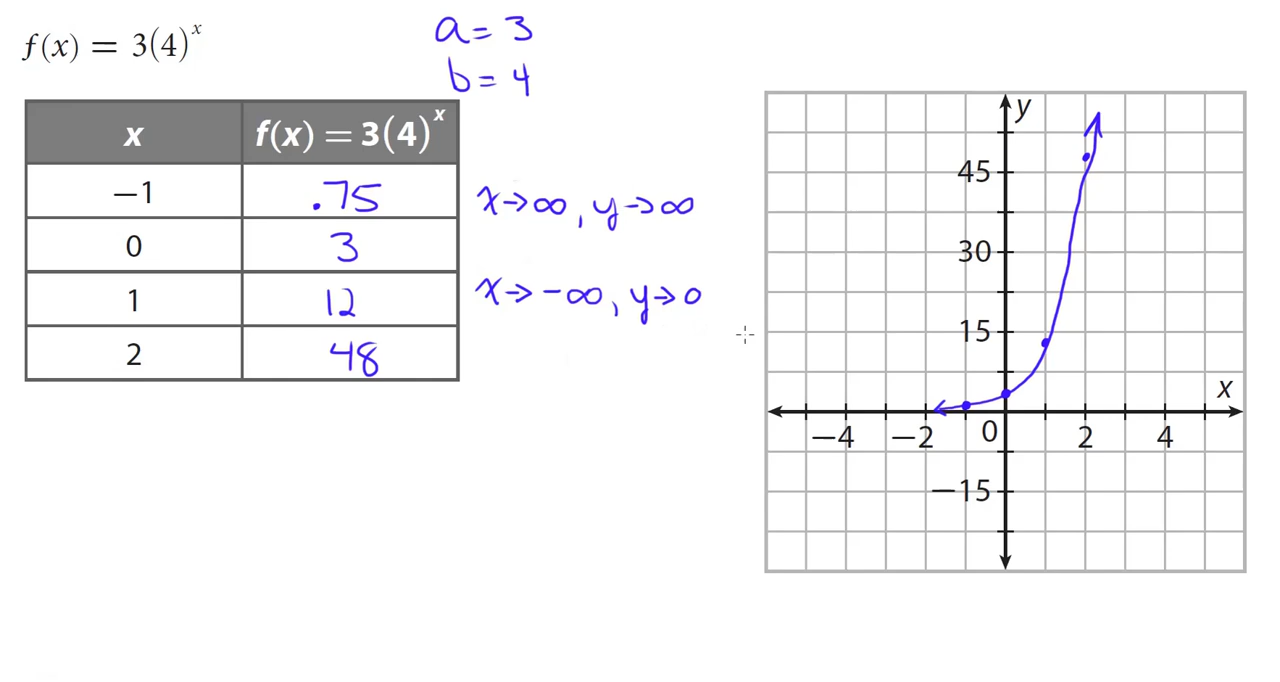 f(x) = 3(4)^x
a = 3
b = 4
x f(x) = 3(4)^x
−1 .75
0 3
1 12
2 48
x → ∞, y → ∞
x → -∞, y → 0
y
45
30
15
x
−4 −2 0 2 4
−15